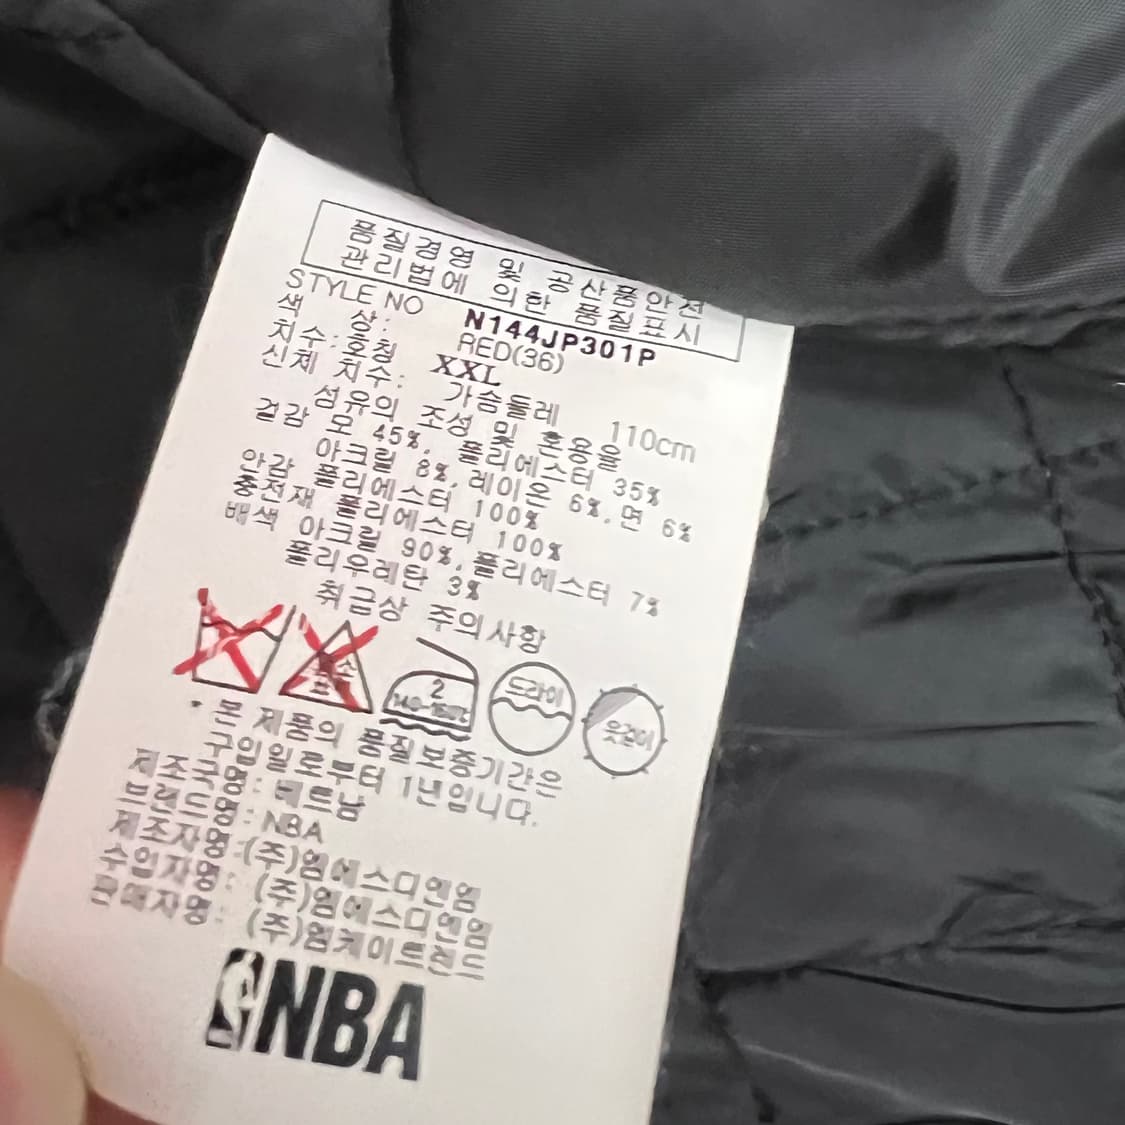 품질경영 및 공산품안전
관리법에 의한 품질표시
STYLE NO N144JP301P
색 상: RED(36)
치수:호칭 XXL
신체 치수: 가슴둘레 110cm
섬유의 조성 및 혼용율
겉감 모 45%, 폴리에스터 35%
아크릴 8%,레이온 6%,면 6%
안감 폴리에스터 100%
충전재 폴리에스터 100%
배색 아크릴 90%,폴리에스터 7%
폴리우레탄 3%
취급상 주의사항
염소
표백
2
140-160℃
드라이
옷걸이
* 본 제품의 품질보증기간은
구입일로부터 1년입니다.
제조국명: 베트남
브랜드명: NBA
제조자명:(주)엠에스디엔엠
수입자명: (주)엠에스디엔엠
판매자명: (주)엠케이트렌드
NBA